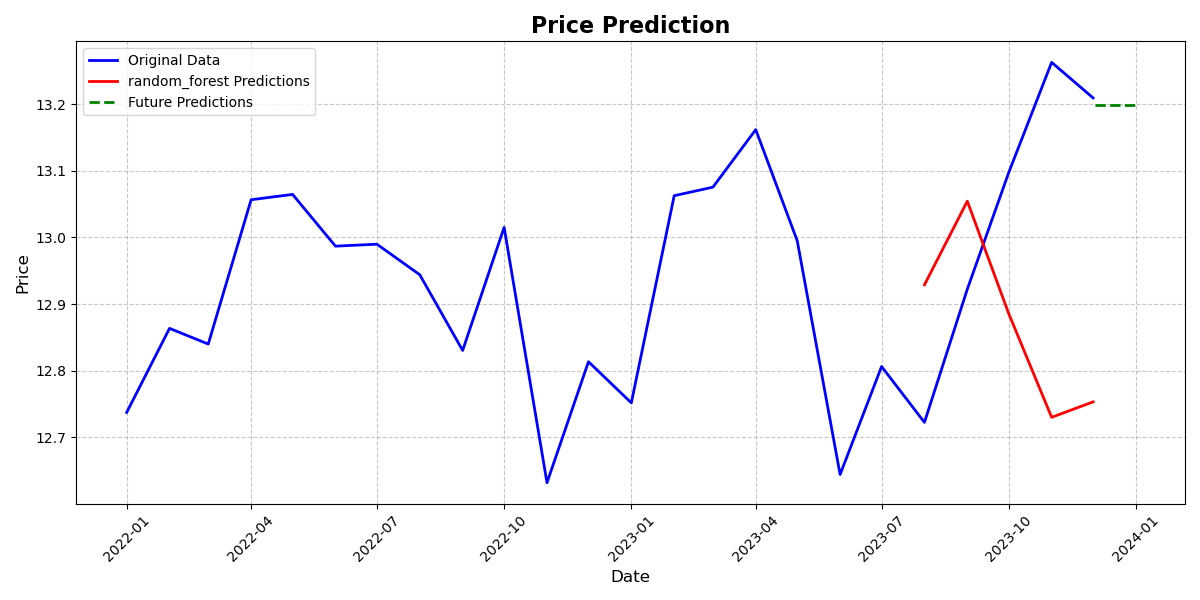 Price Prediction
Original Data
random_forest Predictions
Future Predictions
Price
13.2
13.1
13.0
12.9
12.8
12.7
2022-01
2022-04
2022-07
2022-10
2023-01
2023-04
2023-07
2023-10
2024-01
Date